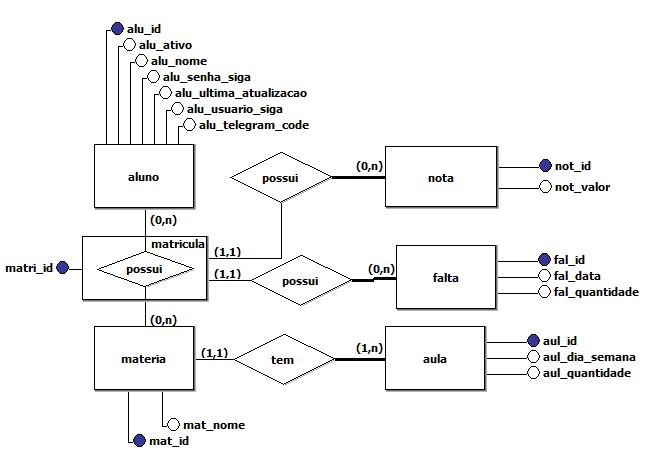 alu_id
alu_ativo
alu_nome
alu_senha_siga
alu_ultima_atualizacao
alu_usuario_siga
alu_telegram_code
aluno
possui
(0,n)
nota
not_id
not_valor
(0,n)
matricula
(1,1)
matri_id
possui
(1,1)
possui
(0,n)
falta
fal_id
fal_data
fal_quantidade
(0,n)
materia
(1,1)
tem
(1,n)
aula
aul_id
aul_dia_semana
aul_quantidade
mat_nome
mat_id